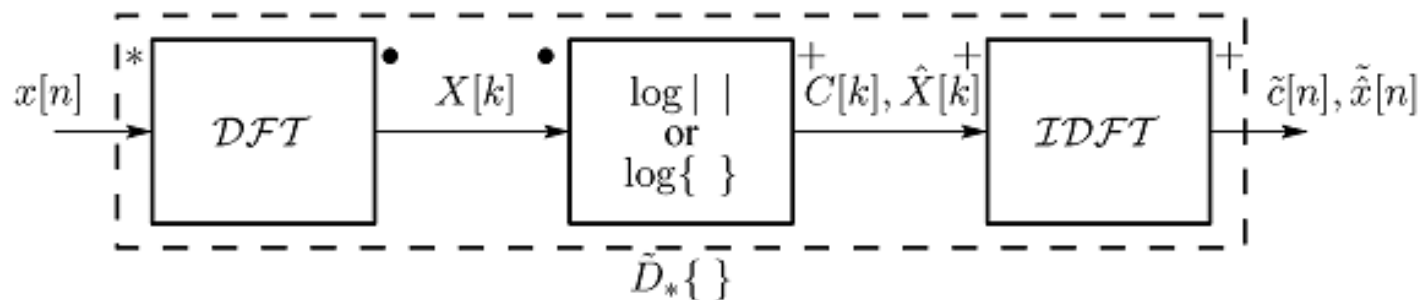 * • • + + +
x[n] X[k] C[k], X̂[k] c̃[n], x̂̃[n]
DFT log| | IDFT
or
log{ }
D̃*{ }